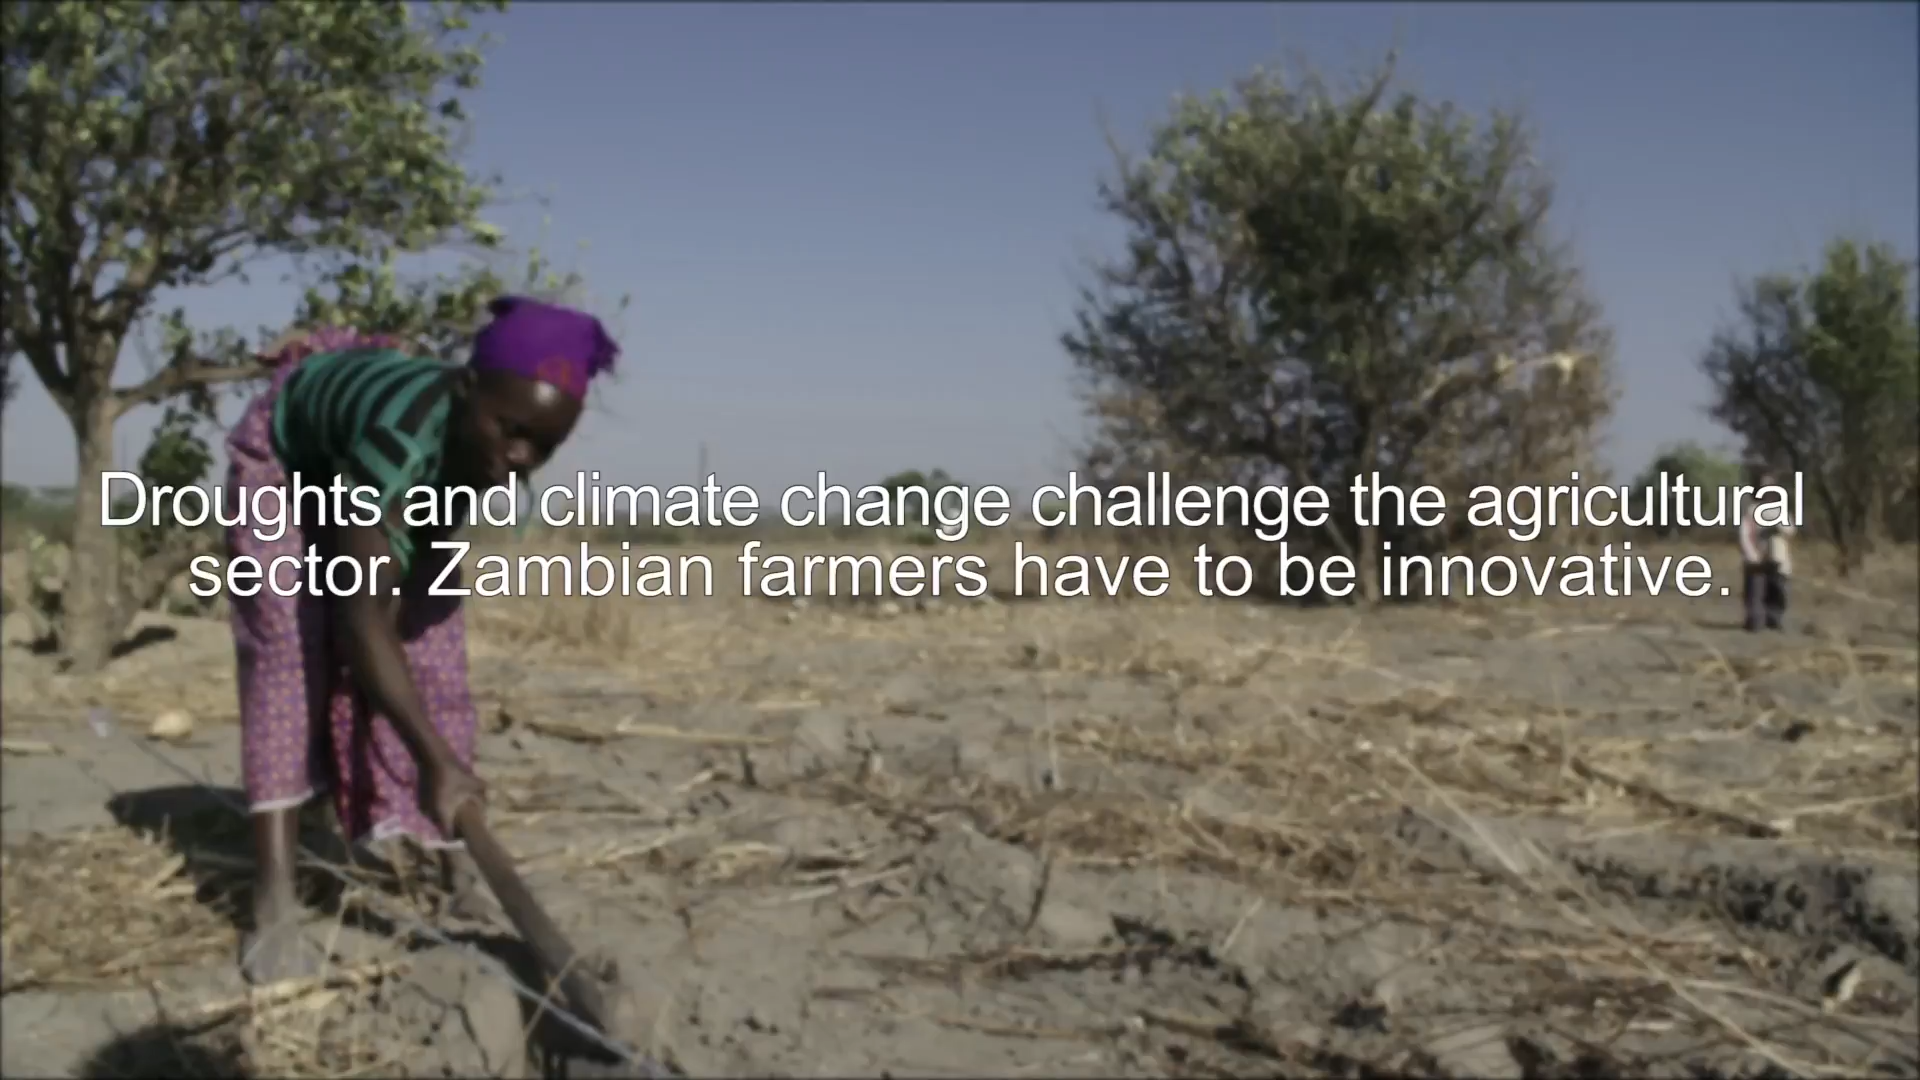 Droughts and climate change challenge the agricultural
sector. Zambian farmers have to be innovative.